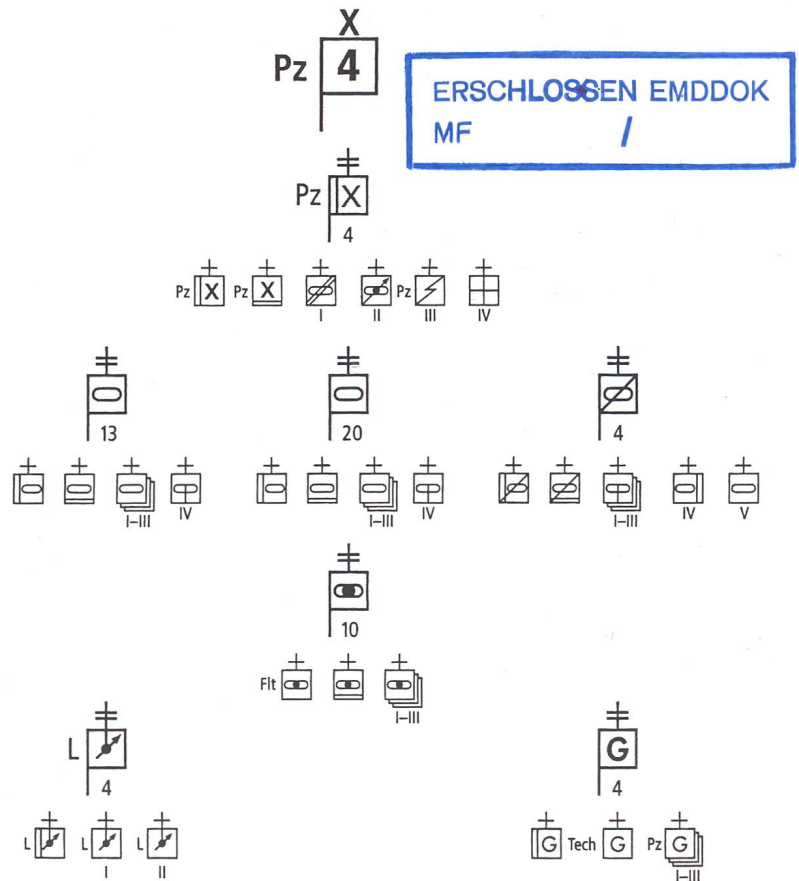 X
Pz 4
ERSCHLOSSEN EMDDOK
MF /
Pz X
4
Pz X Pz X Pz
I II III IV
13 20 4
I–III IV I–III IV I–III IV V
10
Flt
I–III
L G
4 4
L L L G Tech G Pz G
I II I–III